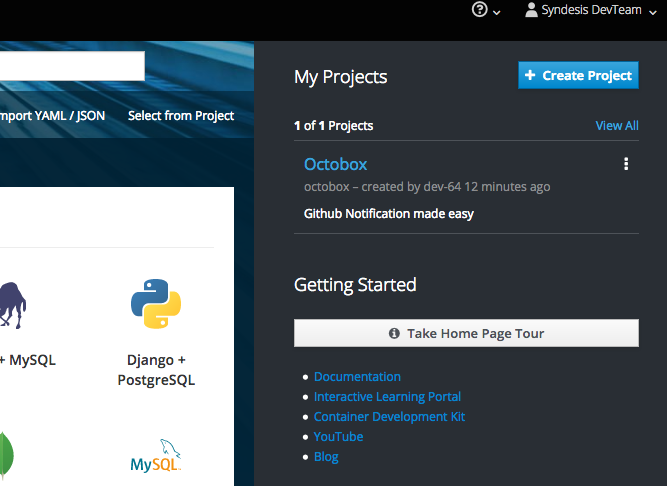 Syndesis DevTeam
My Projects
+ Create Project
mport YAML / JSON
Select from Project
1 of 1 Projects
View All
Octobox
octobox – created by dev-64 12 minutes ago
Github Notification made easy
Getting Started
Take Home Page Tour
+ MySQL
Django +
PostgreSQL
Documentation
Interactive Learning Portal
Container Development Kit
YouTube
Blog
MySQL